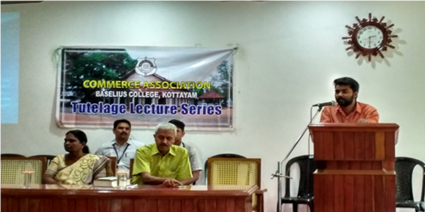 COMMERCE ASSOCIATION
BASELIUS COLLEGE, KOTTAYAM
Tutelage Lecture Series